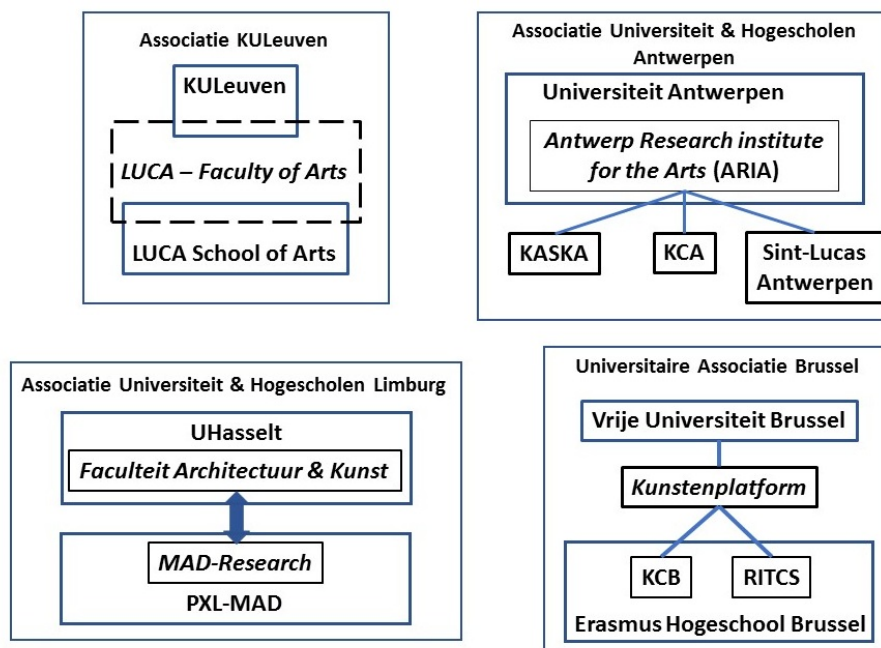 Associatie KULeuven
KULeuven
LUCA – Faculty of Arts
LUCA School of Arts
Associatie Universiteit & Hogescholen
Antwerpen
Universiteit Antwerpen
Antwerp Research institute
for the Arts (ARIA)
KASKA
KCA
Sint-Lucas
Antwerpen
Associatie Universiteit & Hogescholen Limburg
UHasselt
Faculteit Architectuur & Kunst
MAD-Research
PXL-MAD
Universitaire Associatie Brussel
Vrije Universiteit Brussel
Kunstenplatform
KCB
RITCS
Erasmus Hogeschool Brussel